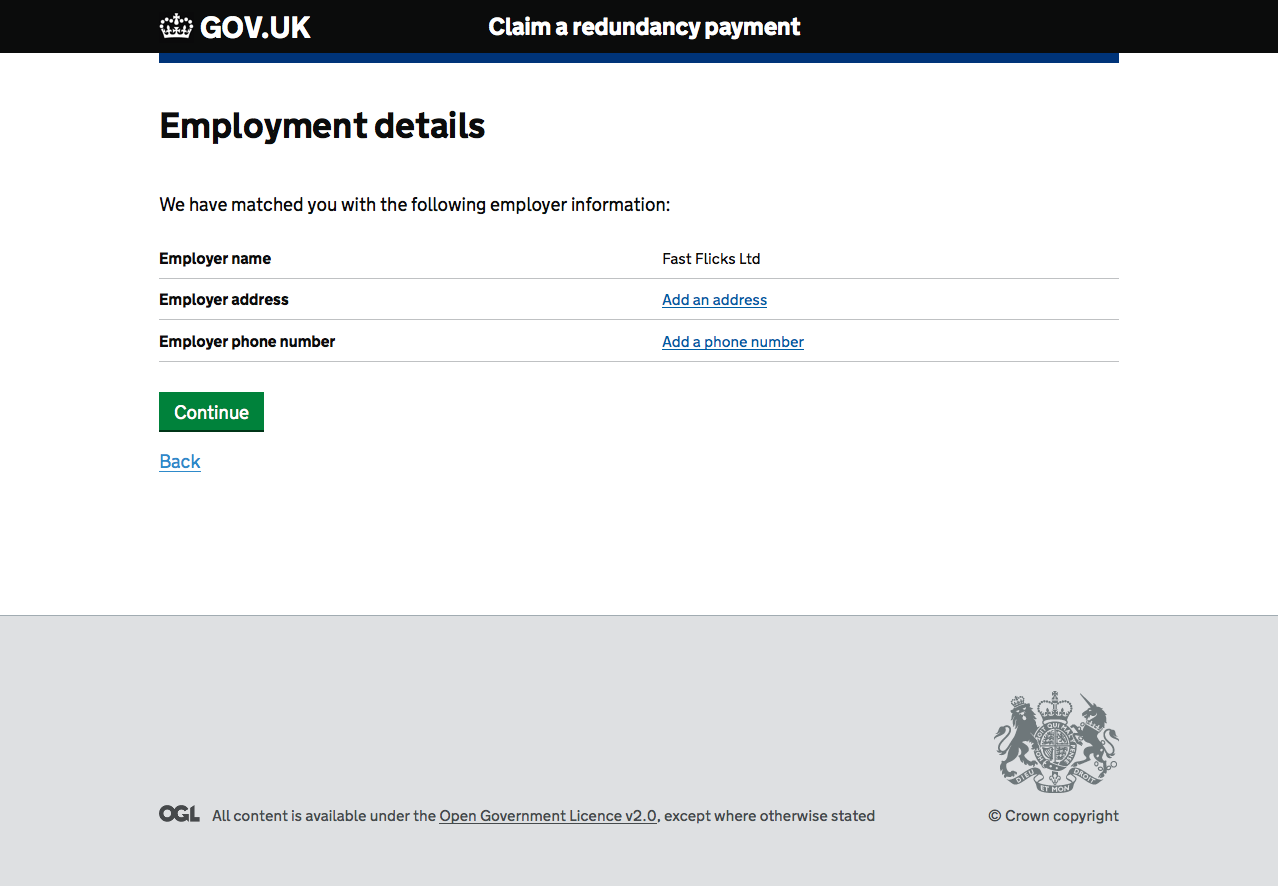 GOV.UK
Claim a redundancy payment
Employment details
We have matched you with the following employer information:
Employer name Fast Flicks Ltd
Employer address Add an address
Employer phone number Add a phone number
Continue
Back
DIEU ET MON DROIT
OGL All content is available under the Open Government Licence v2.0, except where otherwise stated
© Crown copyright